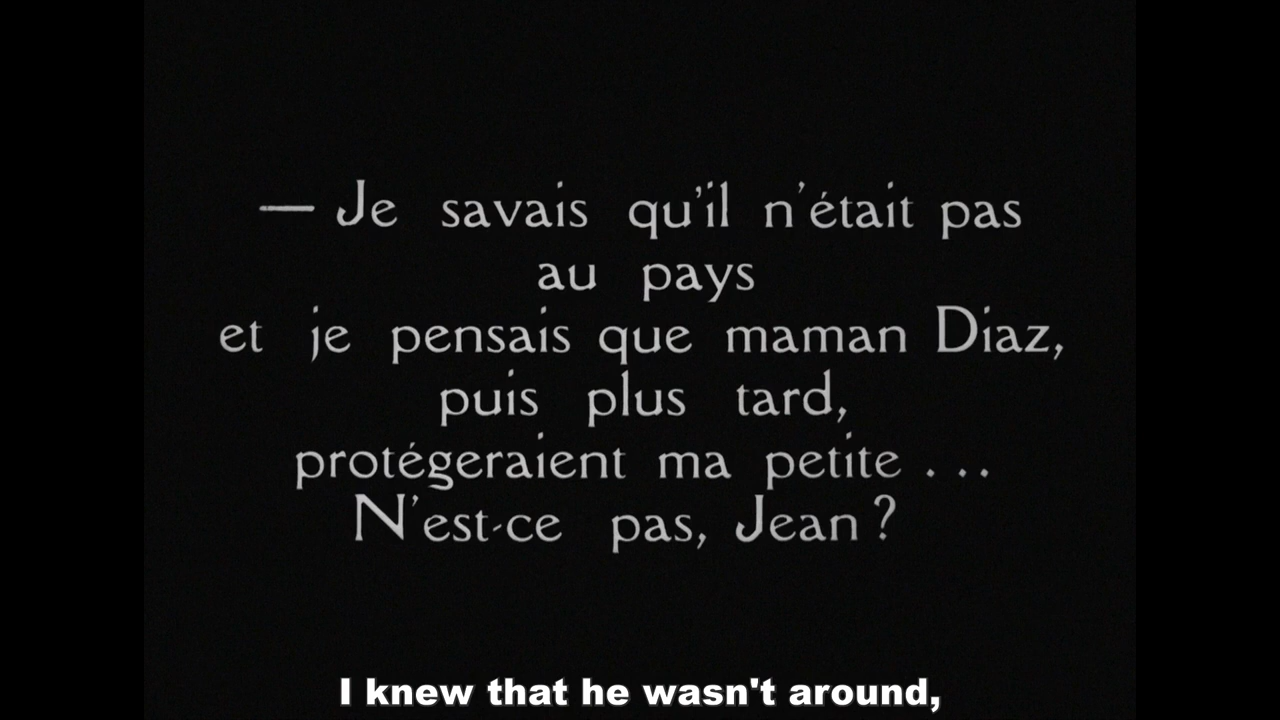 — Je savais qu'il n'était pas
au pays
et je pensais que maman Diaz,
puis plus tard,
protégeraient ma petite . . .
N'est-ce pas, Jean ?
I knew that he wasn't around,